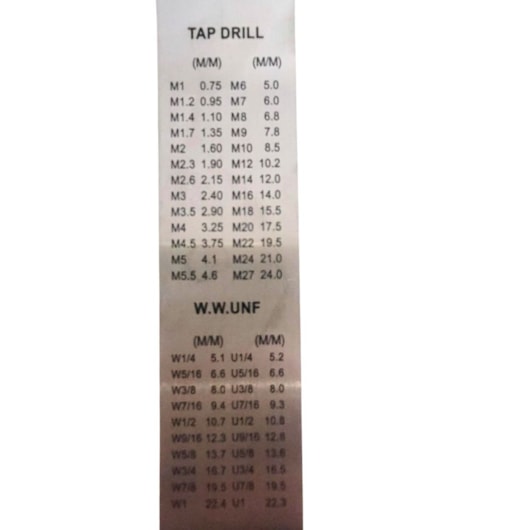 TAP DRILL
(M/M) (M/M)
M1 0.75 M6 5.0
M1.2 0.95 M7 6.0
M1.4 1.10 M8 6.8
M1.7 1.35 M9 7.8
M2 1.60 M10 8.5
M2.3 1.90 M12 10.2
M2.6 2.15 M14 12.0
M3 2.40 M16 14.0
M3.5 2.90 M18 15.5
M4 3.25 M20 17.5
M4.5 3.75 M22 19.5
M5 4.1 M24 21.0
M5.5 4.6 M27 24.0
W.W.UNF
(M/M) (M/M)
W1/4 5.1 U1/4 5.2
W5/16 6.6 U5/16 6.6
W3/8 8.0 U3/8 8.0
W7/16 9.4 U7/16 9.3
W1/2 10.7 U1/2 10.8
W9/16 12.3 U9/16 12.8
W5/8 13.7 U5/8 13.6
W3/4 16.7 U3/4 16.5
W7/8 19.5 U7/8 19.5
W1 22.4 U1 22.3